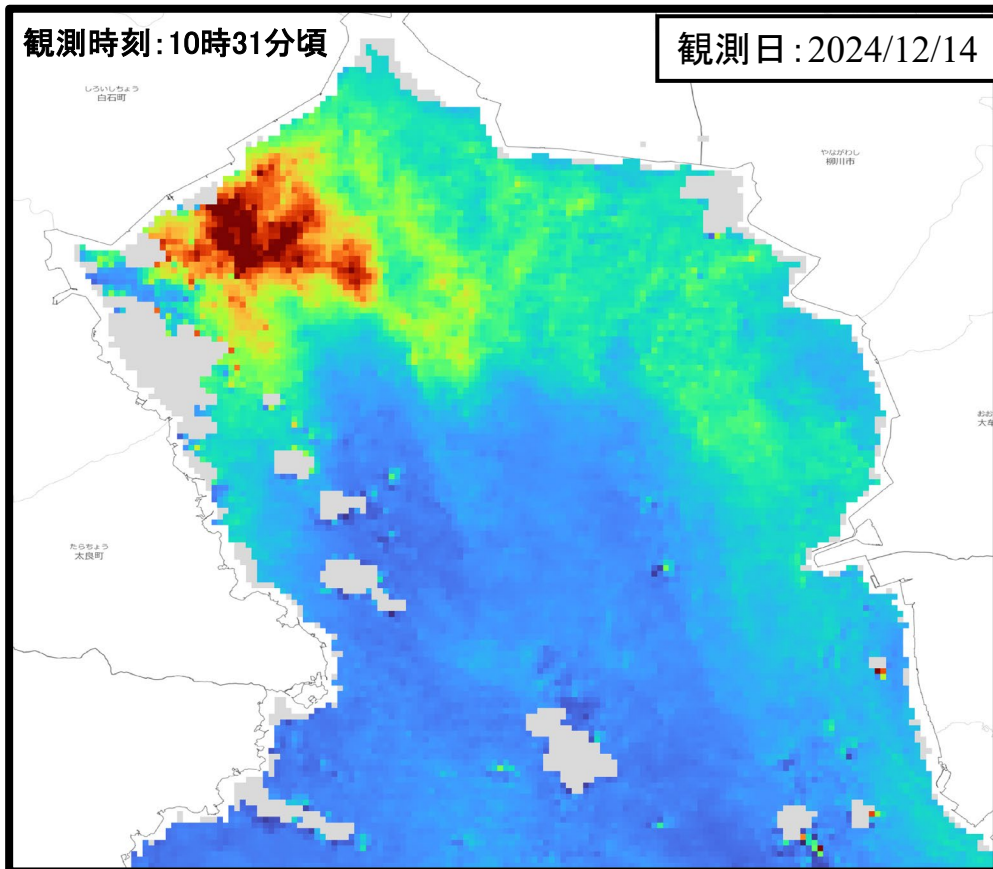 観測時刻:10時31分頃
観測日:2024/12/14
しろいしちょう
白石町
やながわし
柳川市
おお
大牟
たらちょう
太良町